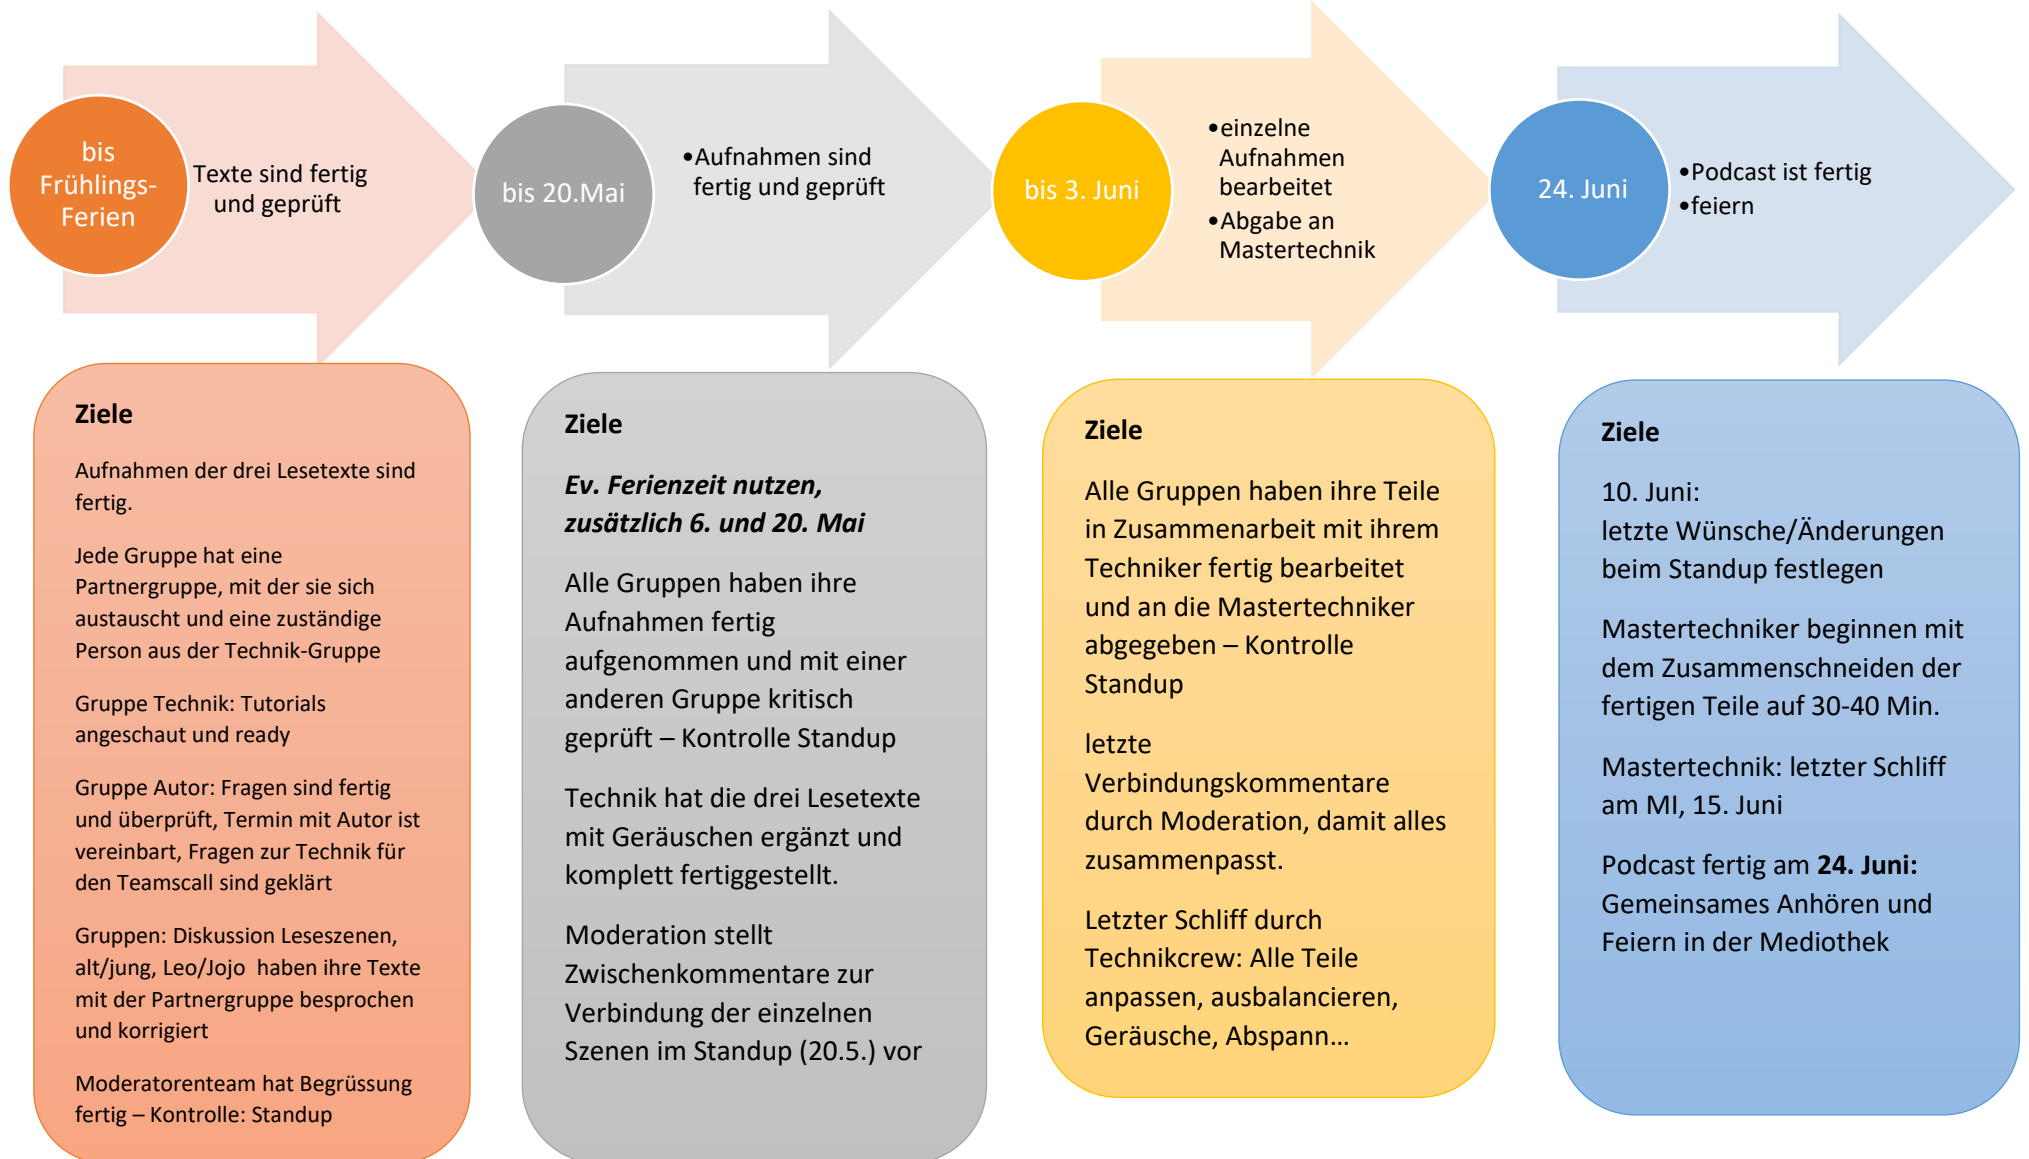 bis
Frühlings-
Ferien
Texte sind fertig
und geprüft
bis 20.Mai
•Aufnahmen sind
fertig und geprüft
bis 3. Juni
•einzelne
Aufnahmen
bearbeitet
•Abgabe an
Mastertechnik
24. Juni
•Podcast ist fertig
•feiern
Ziele
Aufnahmen der drei Lesetexte sind
fertig.
Jede Gruppe hat eine
Partnergruppe, mit der sie sich
austauscht und eine zuständige
Person aus der Technik-Gruppe
Gruppe Technik: Tutorials
angeschaut und ready
Gruppe Autor: Fragen sind fertig
und überprüft, Termin mit Autor ist
vereinbart, Fragen zur Technik für
den Teamscall sind geklärt
Gruppen: Diskussion Leseszenen,
alt/jung, Leo/Jojo  haben ihre Texte
mit der Partnergruppe besprochen
und korrigiert
Moderatorenteam hat Begrüssung
fertig – Kontrolle: Standup
Ziele
Ev. Ferienzeit nutzen,
zusätzlich 6. und 20. Mai
Alle Gruppen haben ihre
Aufnahmen fertig
aufgenommen und mit einer
anderen Gruppe kritisch
geprüft – Kontrolle Standup
Technik hat die drei Lesetexte
mit Geräuschen ergänzt und
komplett fertiggestellt.
Moderation stellt
Zwischenkommentare zur
Verbindung der einzelnen
Szenen im Standup (20.5.) vor
Ziele
Alle Gruppen haben ihre Teile
in Zusammenarbeit mit ihrem
Techniker fertig bearbeitet
und an die Mastertechniker
abgegeben – Kontrolle
Standup
letzte
Verbindungskommentare
durch Moderation, damit alles
zusammenpasst.
Letzter Schliff durch
Technikcrew: Alle Teile
anpassen, ausbalancieren,
Geräusche, Abspann…
Ziele
10. Juni:
letzte Wünsche/Änderungen
beim Standup festlegen
Mastertechniker beginnen mit
dem Zusammenschneiden der
fertigen Teile auf 30-40 Min.
Mastertechnik: letzter Schliff
am MI, 15. Juni
Podcast fertig am 24. Juni:
Gemeinsames Anhören und
Feiern in der Mediothek